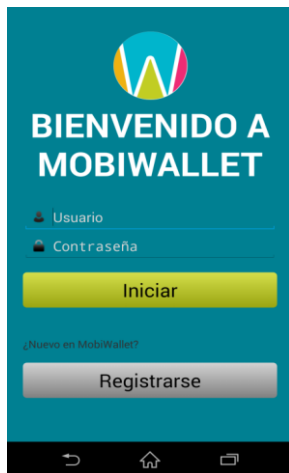 BIENVENIDO A
MOBIWALLET
Usuario
Contraseña
Iniciar
¿Nuevo en MobiWallet?
Registrarse